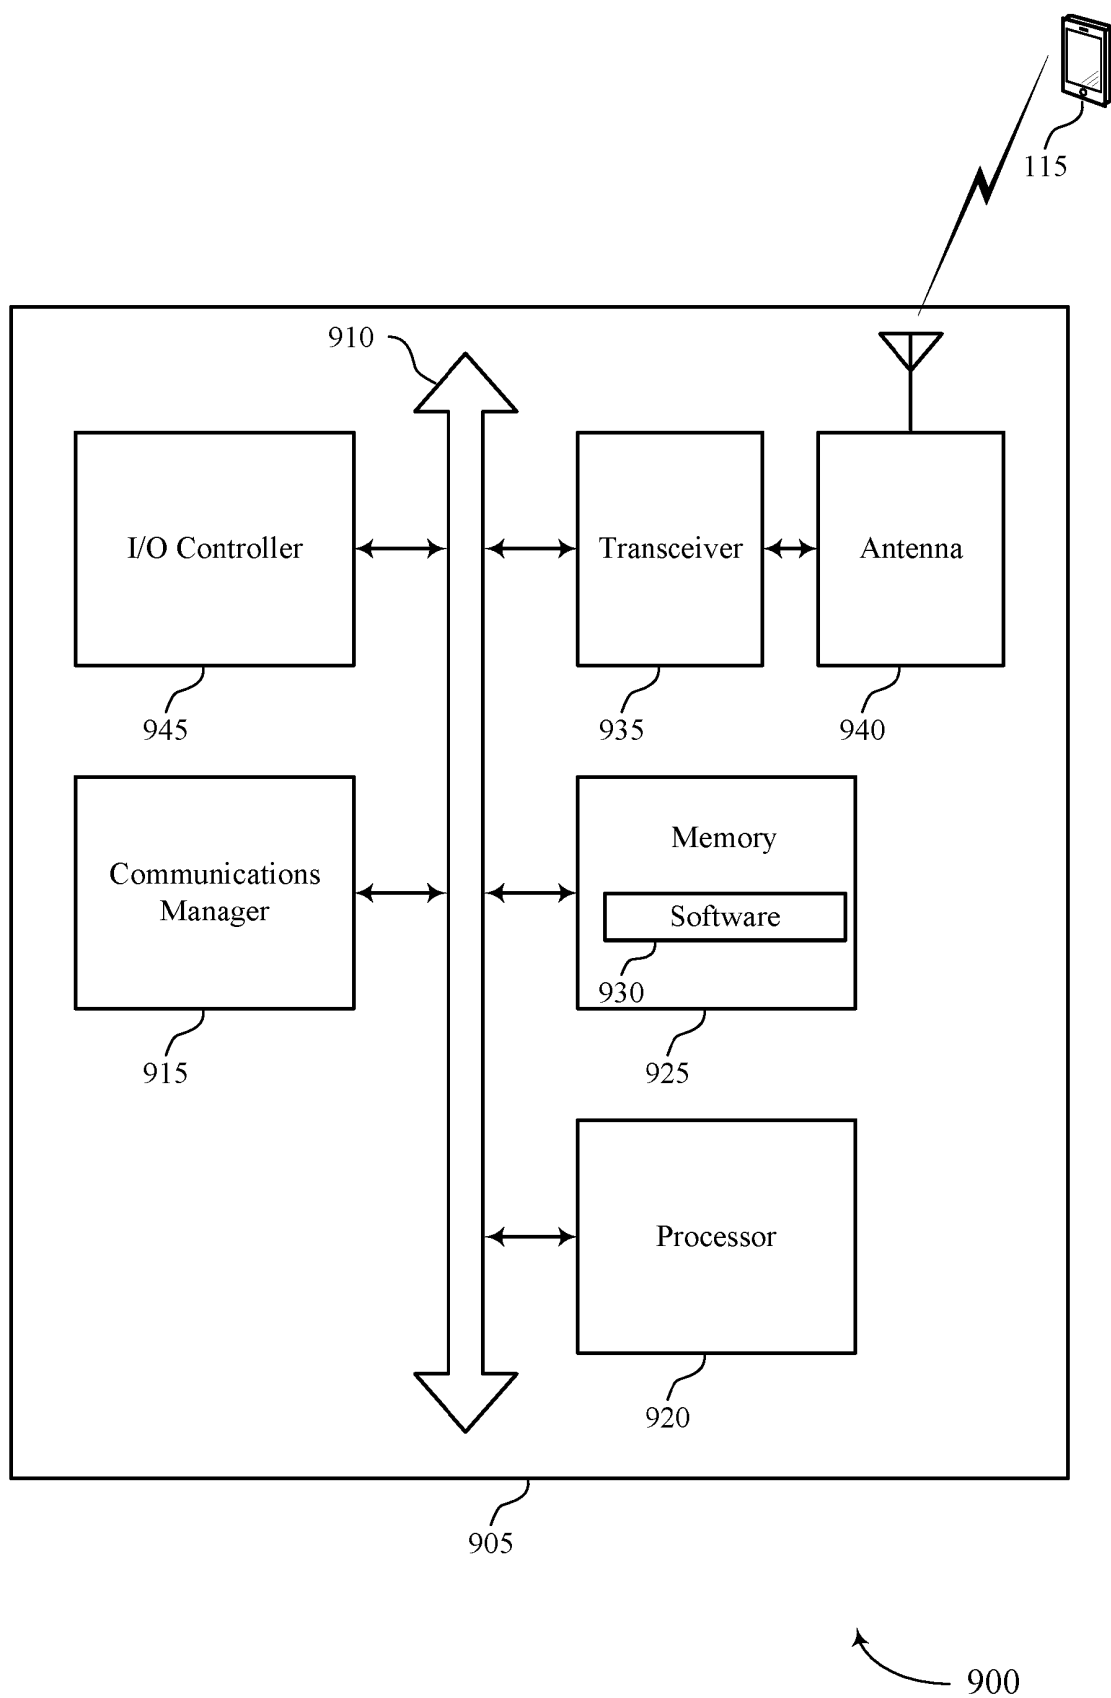 115
910
I/O Controller
Transceiver
Antenna
945
935
940
Communications
Manager
Memory
Software
930
915
925
Processor
920
905
900